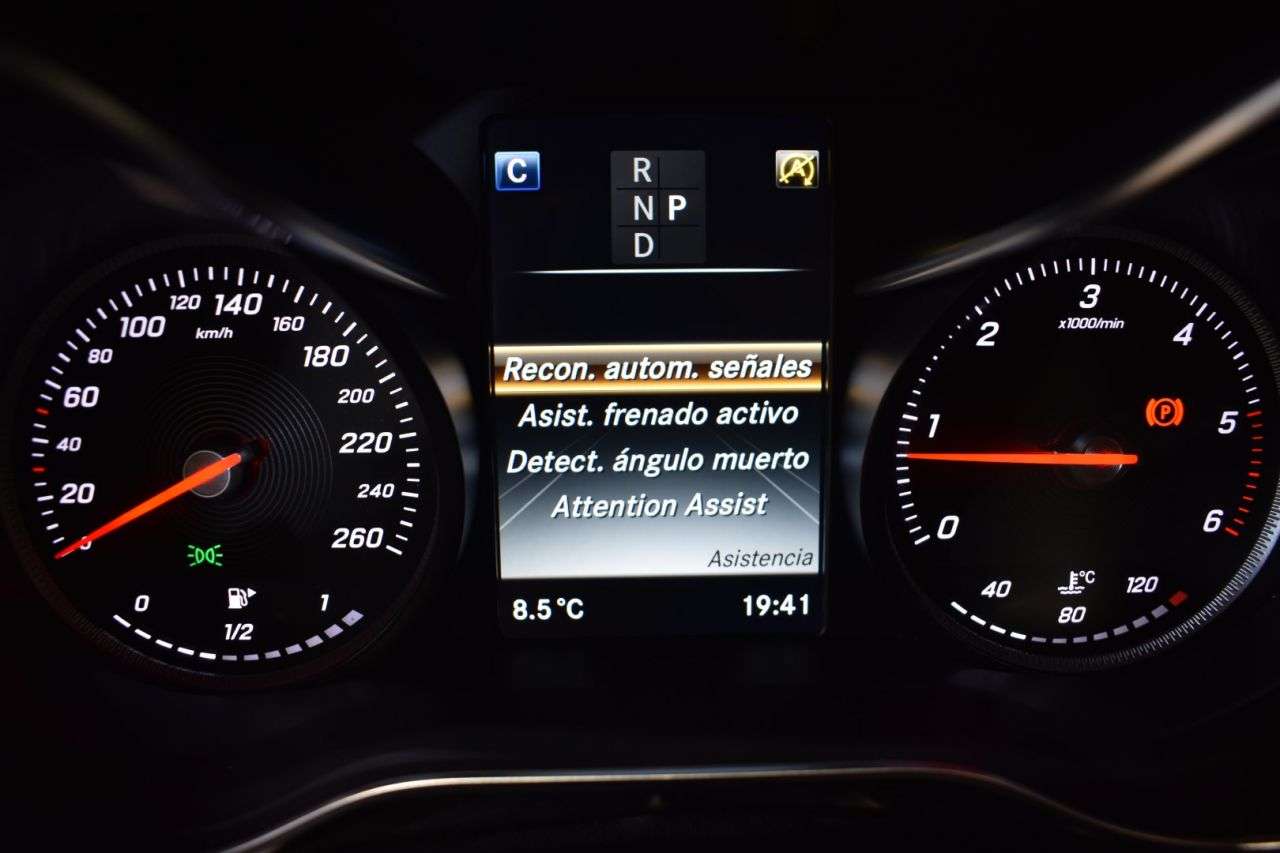 C
R
N P
D
A
Recon. autom. señales
Asist. frenado activo
Detect. ángulo muerto
Attention Assist
Asistencia
8.5 °C
19:41
0
20
40
60
80
100
120
140
160
180
200
220
240
260
km/h
0
1/2
1
0
1
2
3
4
5
6
x1000/min
P
°C
40
80
120